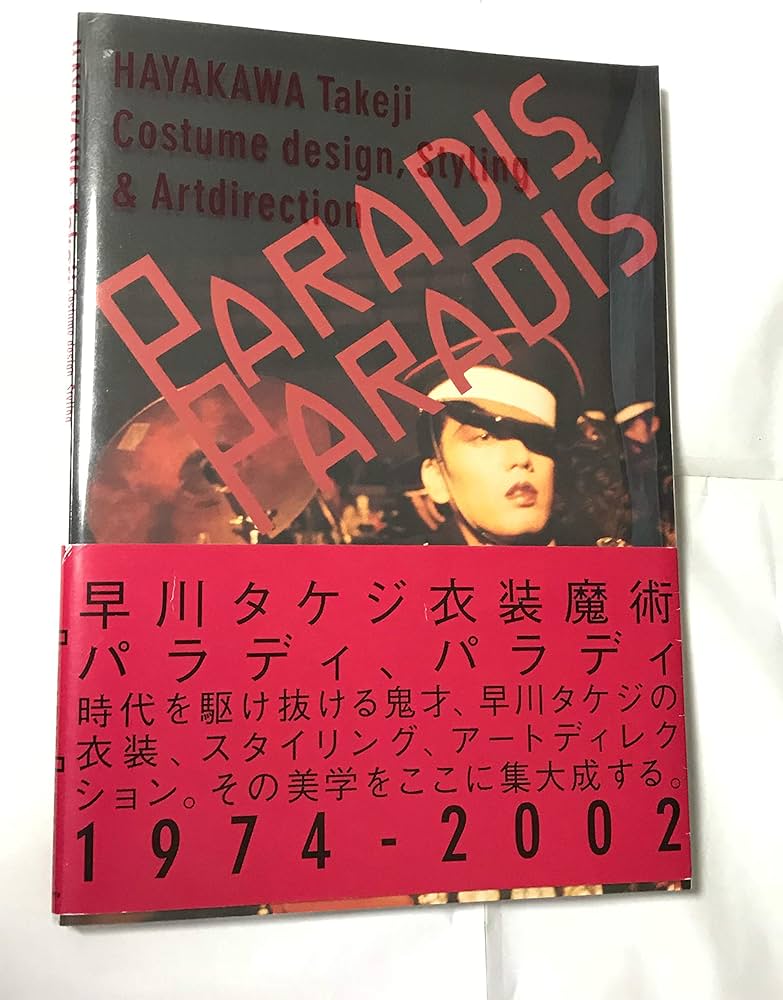 HAYAKAWA Takeji
Costume design, Styling
& Artdirection
PARADIS,
PARADIS
早川タケジ衣装魔術
パラディ、パラディ
時代を駆け抜ける鬼才、早川タケジの
衣装、スタイリング、アートディレク
ション。その美学をここに集大成する。
1974-2002